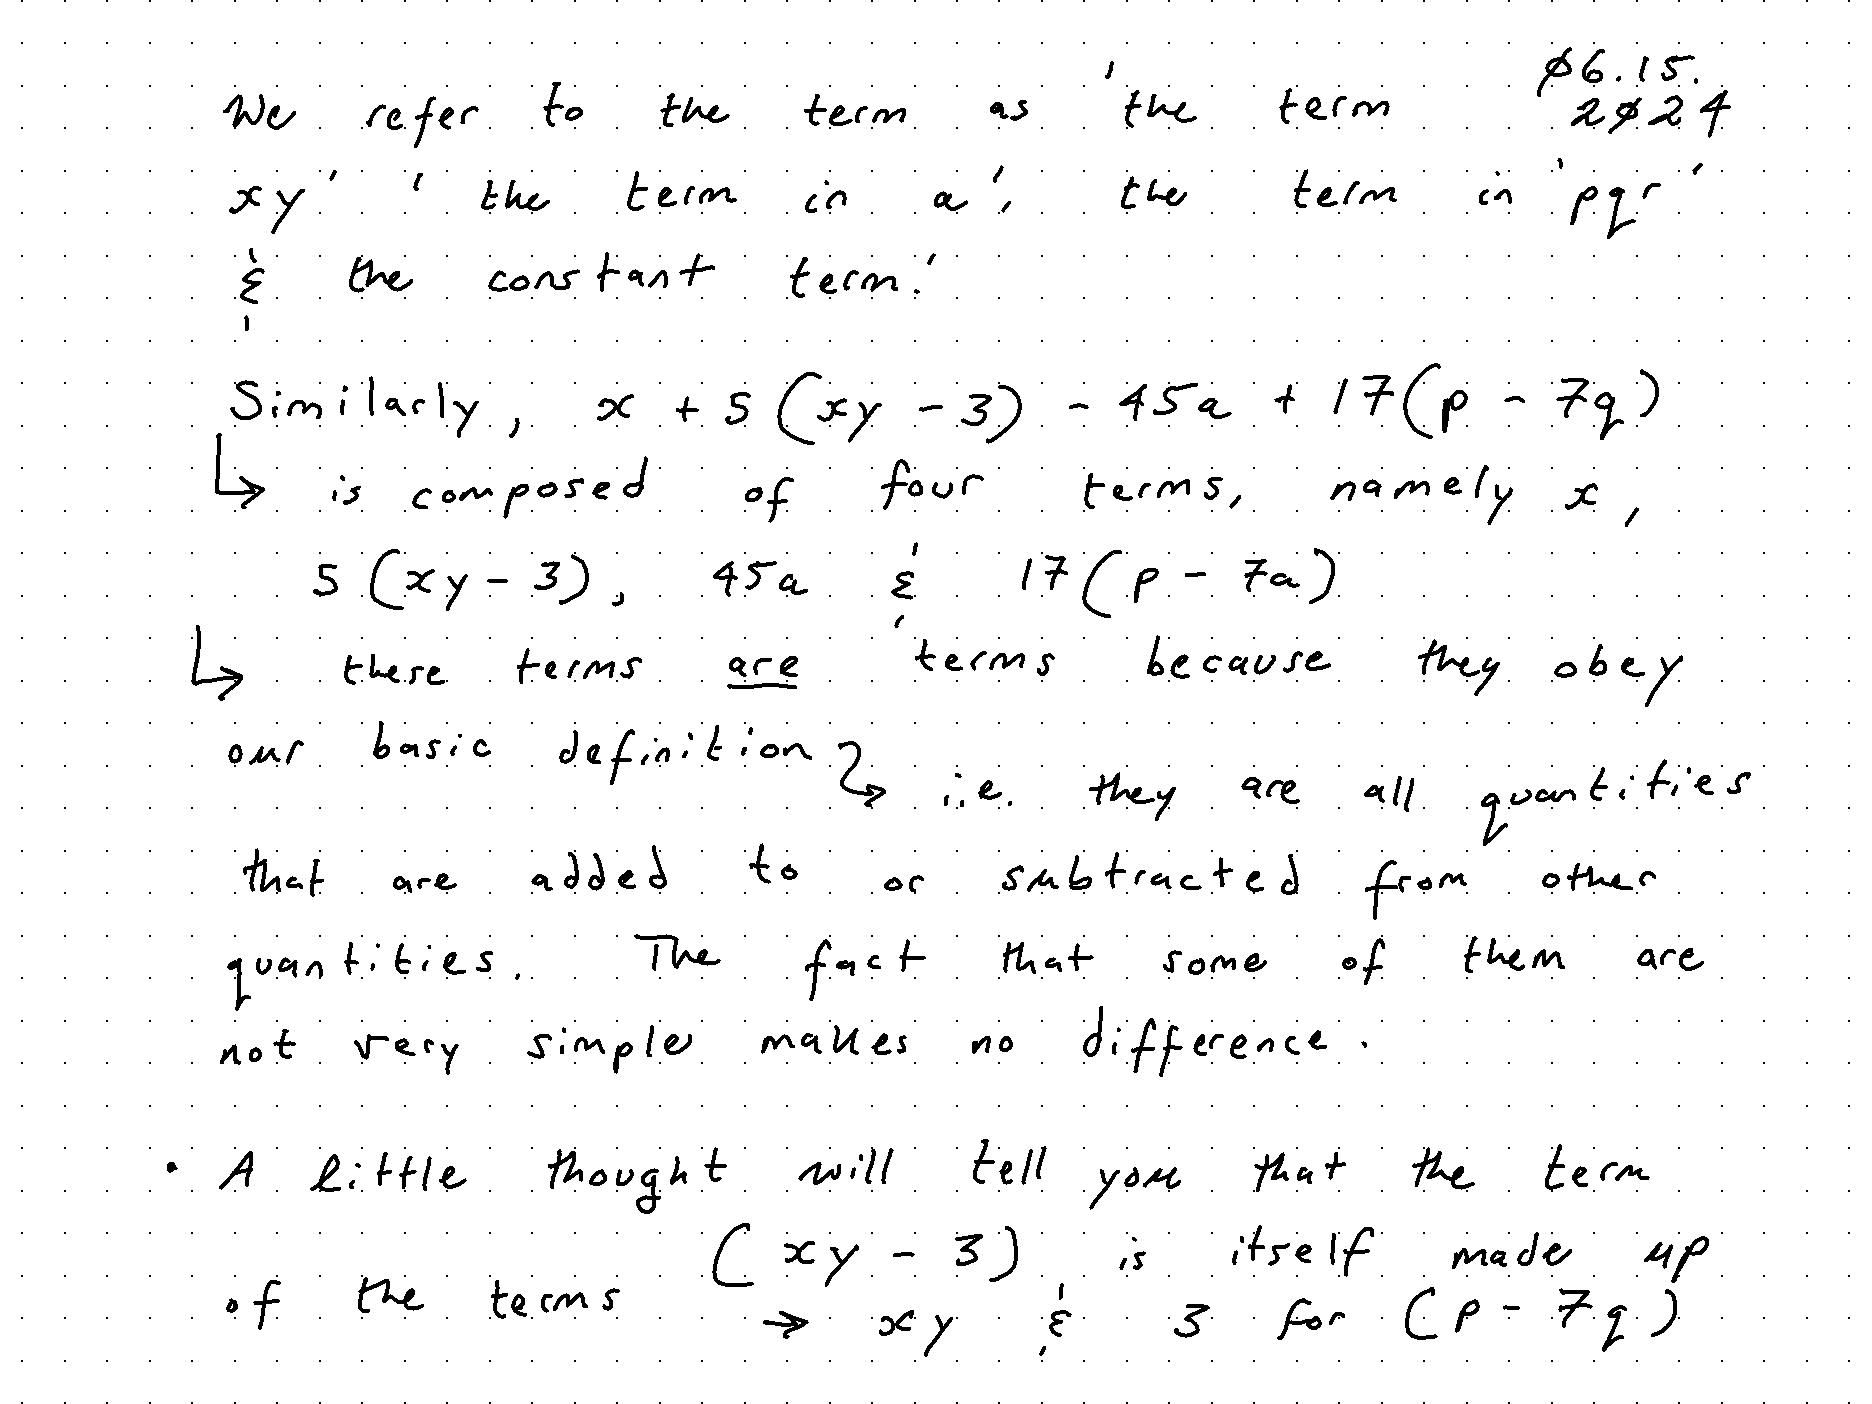 ø6.15.
2ø24
We refer to the term as 'the term
xy' 'the term in a', the term in 'pqr'
& the constant term.'
Similarly, x + 5(xy - 3) - 45a + 17(p - 7q)
↳ is composed of four terms, namely x,
5(xy - 3), 45a & 17(p - 7a)
↳ these terms are 'terms because they obey
our basic definition ↳ i.e. they are all quantities
that are added to or subtracted from other
quantities. The fact that some of them are
not very simple makes no difference.
• A little thought will tell you that the term
(xy - 3) is itself made up
of the terms → xy & 3 for (p - 7q)